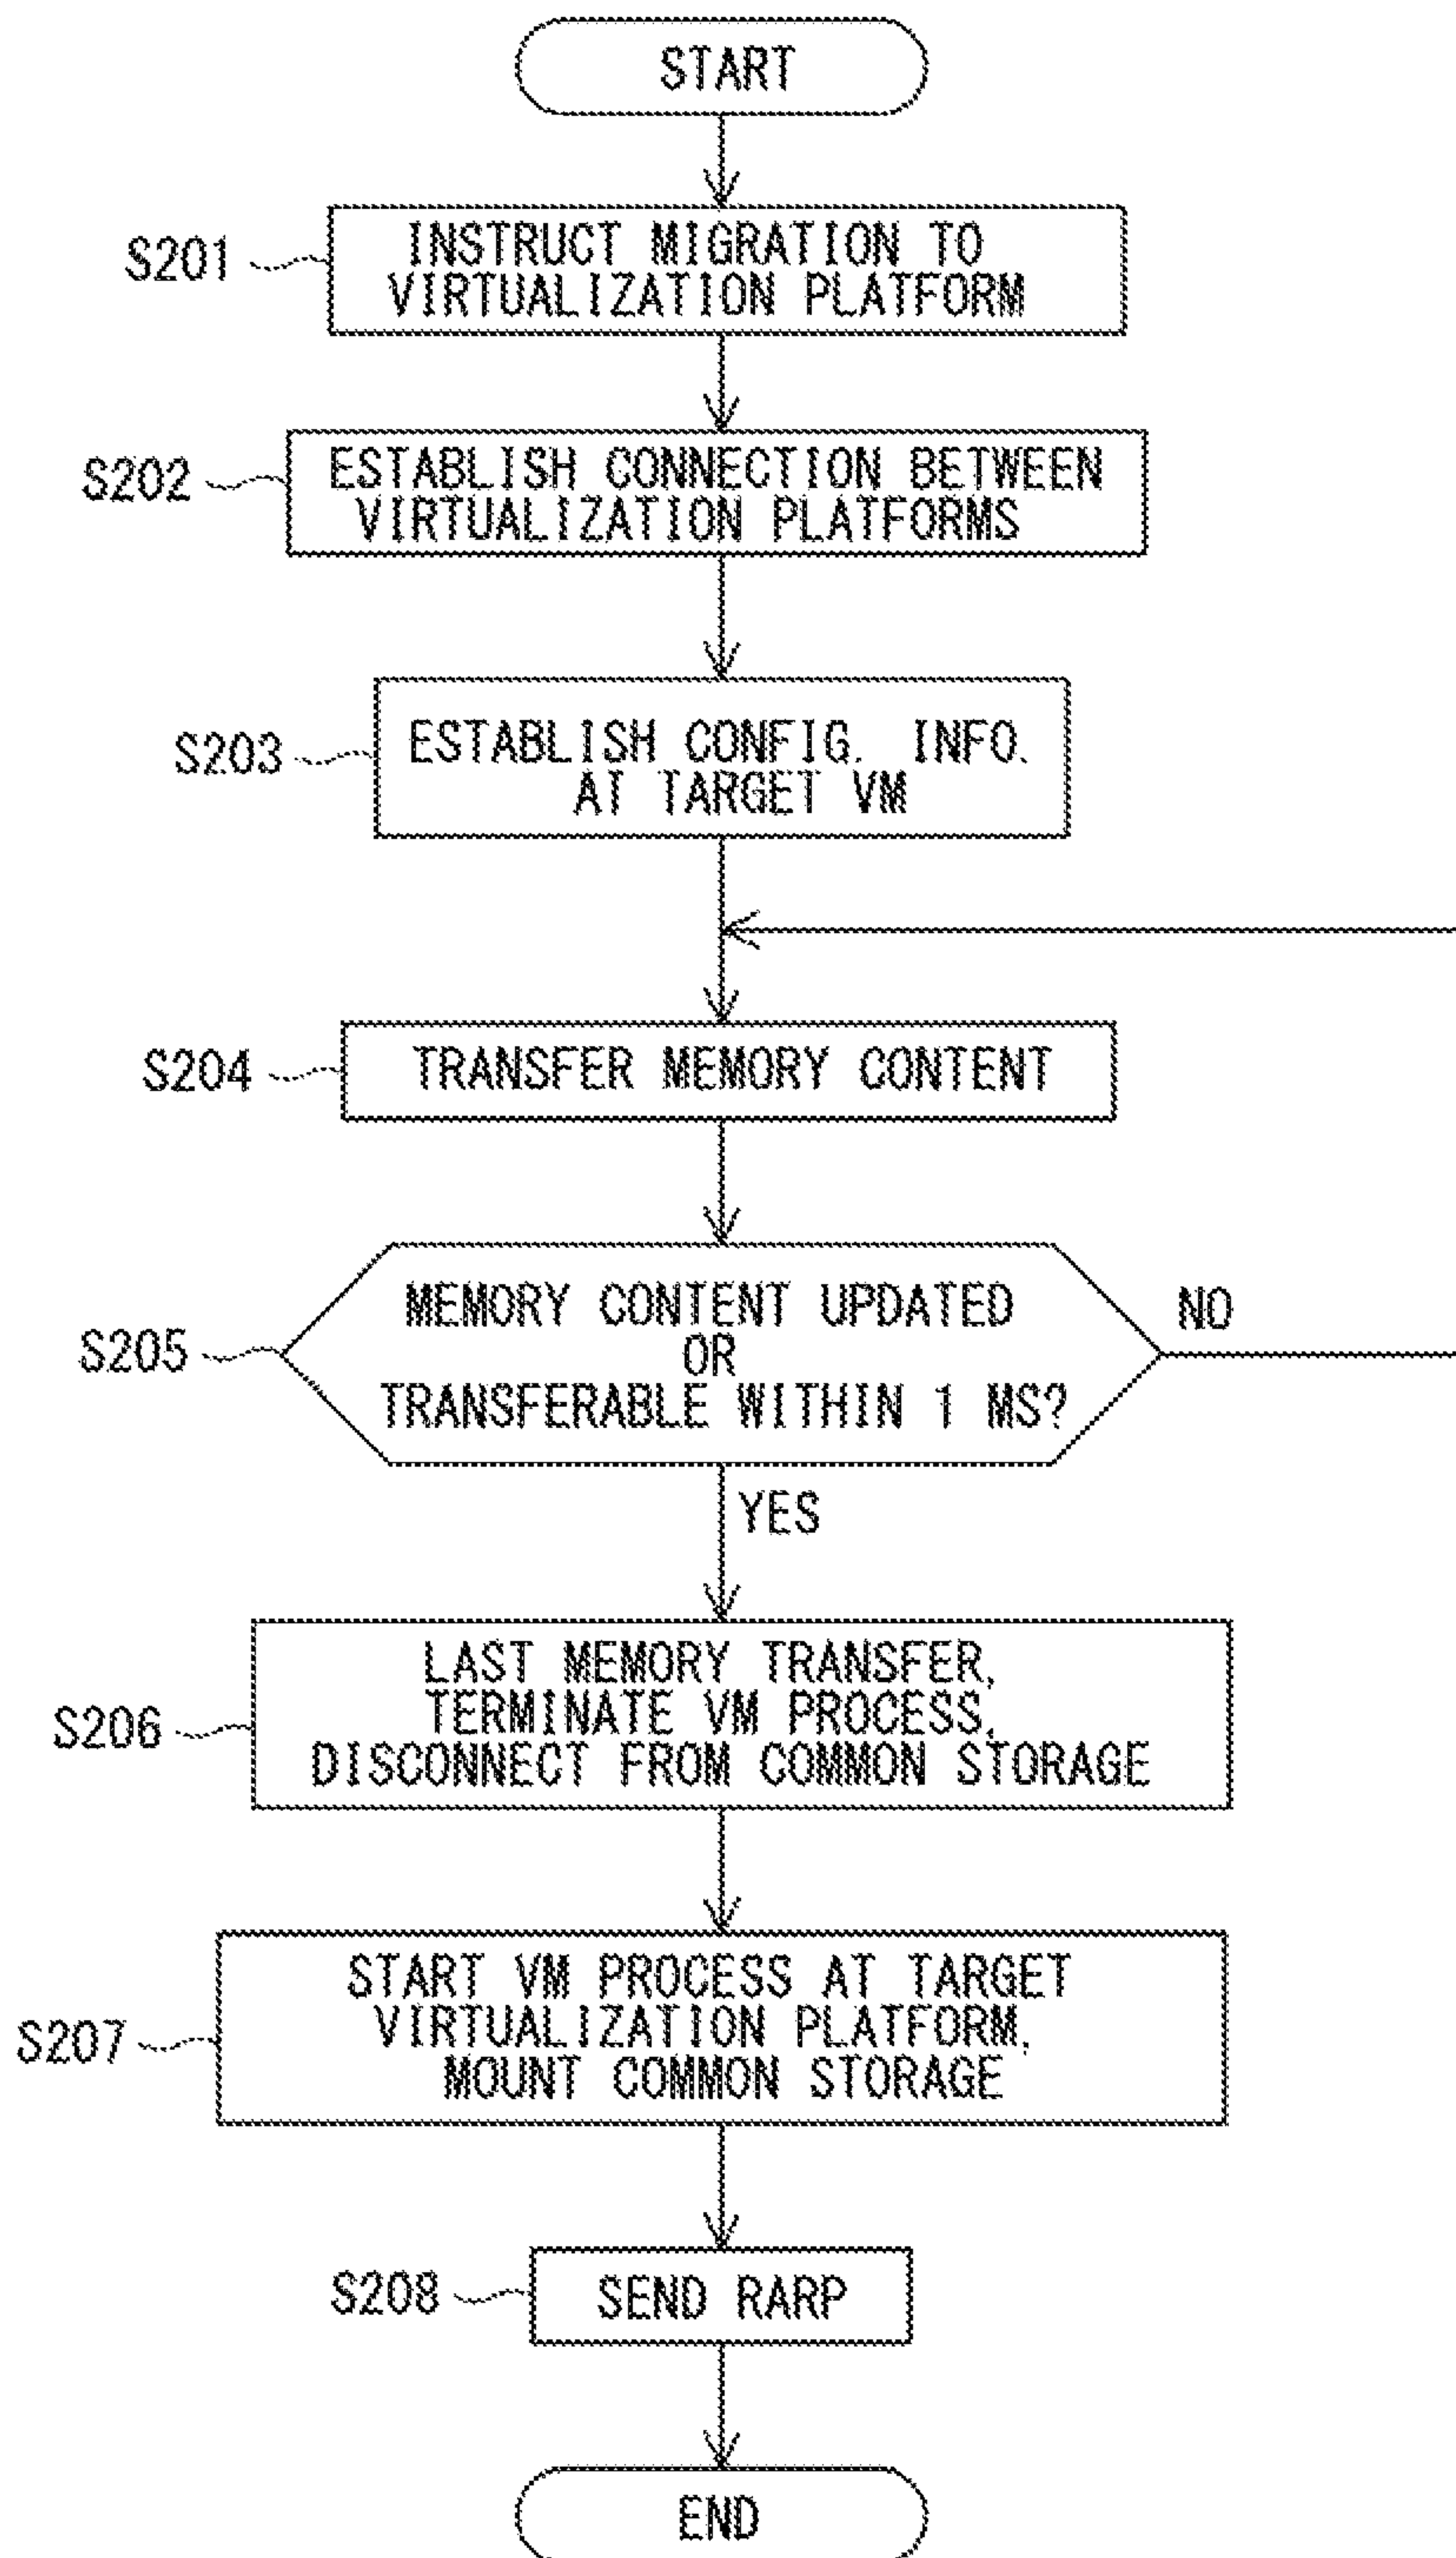 START
S201
INSTRUCT MIGRATION TO
VIRTUALIZATION PLATFORM
S202
ESTABLISH CONNECTION BETWEEN
VIRTUALIZATION PLATFORMS
S203
ESTABLISH CONFIG. INFO.
AT TARGET VM
S204
TRANSFER MEMORY CONTENT
S205
MEMORY CONTENT UPDATED
OR
TRANSFERABLE WITHIN 1 MS?
NO
YES
S206
LAST MEMORY TRANSFER,
TERMINATE VM PROCESS,
DISCONNECT FROM COMMON STORAGE
S207
START VM PROCESS AT TARGET
VIRTUALIZATION PLATFORM,
MOUNT COMMON STORAGE
S208
SEND RARP
END